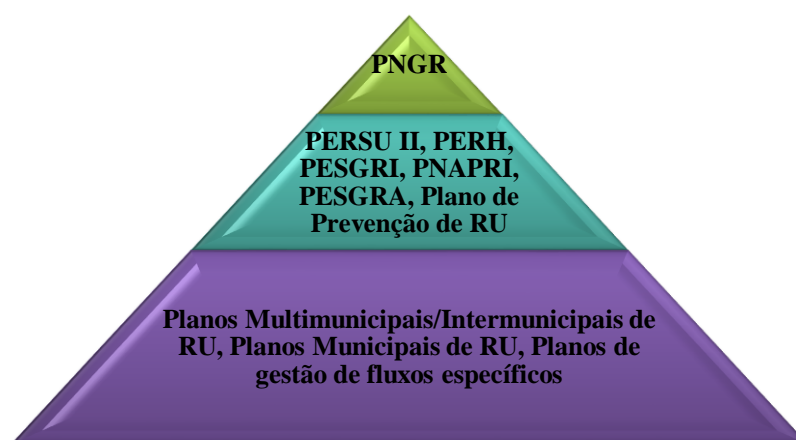 PNGR
PERSU II, PERH,
PESGRI, PNAPRI,
PESGRA, Plano de
Prevenção de RU
Planos Multimunicipais/Intermunicipais de
RU, Planos Municipais de RU, Planos de
gestão de fluxos específicos